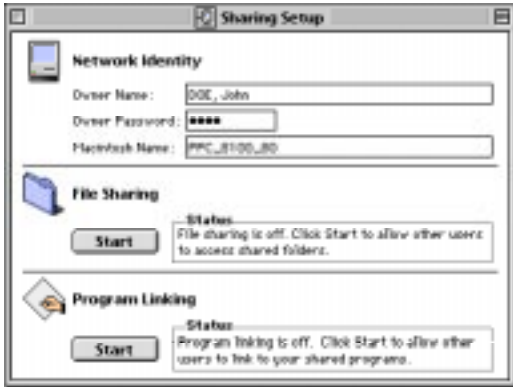 Sharing Setup
Network Identity
Owner Name:
DOE, John
Owner Password:
••••
Macintosh Name:
PPC_8100_80
File Sharing
Status
Start
File sharing is off. Click Start to allow other users
to access shared folders.
Program Linking
Status
Start
Program linking is off. Click Start to allow other
users to link to your shared programs.